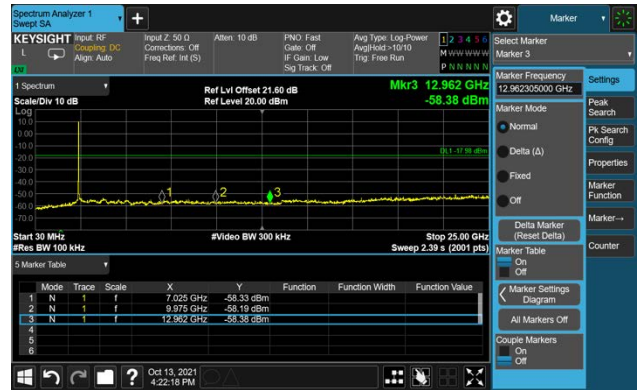 Spectrum Analyzer 1
Swept SA
Marker
KEYSIGHT Input: RF Input Z: 50 Ω Atten: 10 dB PNO: Fast Avg Type: Log-Power 1 2 3 4 5 6
L Coupling: DC Corrections: Off Gate: Off Avg|Hold:>10/10 M W W W W W
Align: Auto Freq Ref: Int (S) IF Gain: Low Trig: Free Run
Sig Track: Off P N N N N N
Select Marker
Marker 3
1 Spectrum
Ref Lvl Offset 21.60 dB
Mkr3 12.962 GHz
Scale/Div 10 dB
Ref Level 20.00 dBm
-58.38 dBm
Log
10.0
0.00
-10.0
DL1 -17.98 dBm
-20.0
-30.0
-40.0
-50.0
1 2 3
-60.0
-70.0
Start 30 MHz
#Video BW 300 kHz
Stop 25.00 GHz
#Res BW 100 kHz
Sweep 2.39 s (2001 pts)
5 Marker Table
Mode Trace Scale X Y Function Function Width Function Value
1 N 1 f 7.025 GHz -58.33 dBm
2 N 1 f 9.975 GHz -58.19 dBm
3 N 1 f 12.962 GHz -58.38 dBm
4
5
6
Marker Frequency
12.962305000 GHz
Marker Mode
Normal
Delta (Δ)
Fixed
Off
Delta Marker
(Reset Delta)
Marker Table
On
Off
Marker Settings
Diagram
All Markers Off
Couple Markers
On
Off
Settings
Peak
Search
Pk Search
Config
Properties
Marker
Function
Marker→
Counter
Oct 13, 2021
4:22:18 PM